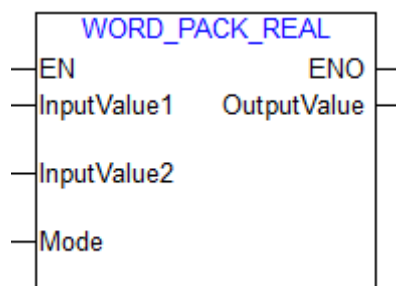 WORD_PACK_REAL
EN ENO
InputValue1 OutputValue
InputValue2
Mode